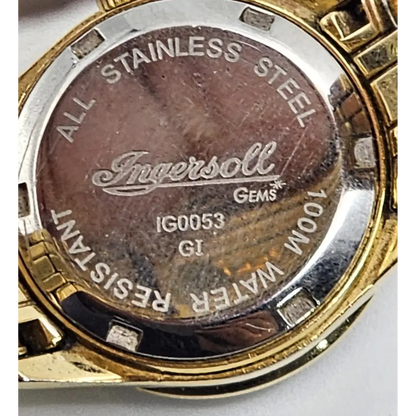 ALL STAINLESS STEEL
Ingersoll
GEMS
IG0053
GI
100M WATER RESISTANT